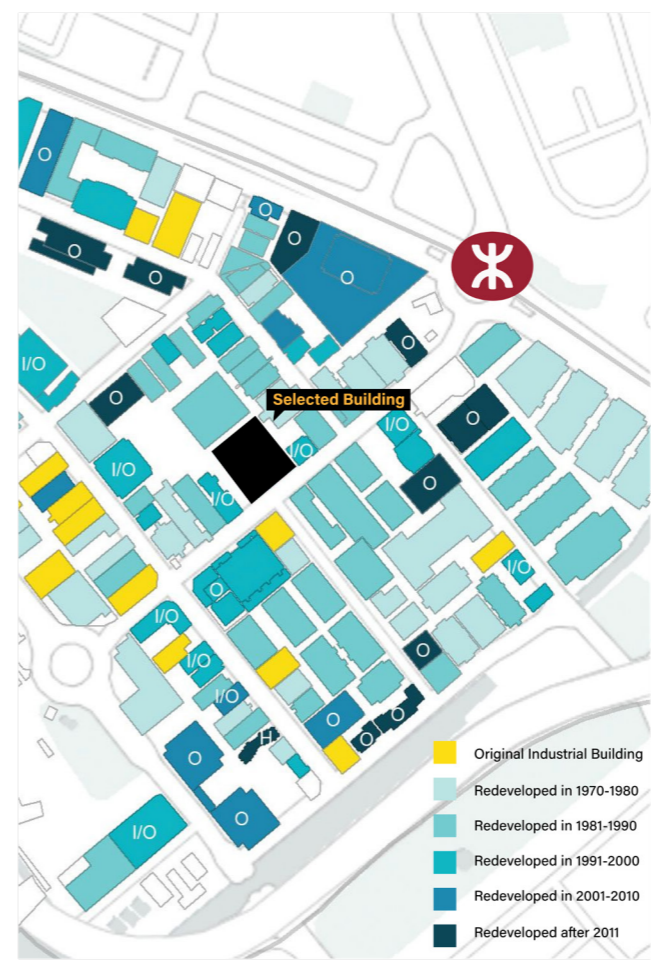 O
O
O
O
O
O
O
I/O
O
O
Selected Building
O
I/O
I/O
I/O
O
I/O
I/O
O
I/O
I/O
I/O
O
O
O
O
H
O
O
I/O
O
Original Industrial Building
Redeveloped in 1970-1980
Redeveloped in 1981-1990
Redeveloped in 1991-2000
Redeveloped in 2001-2010
Redeveloped after 2011